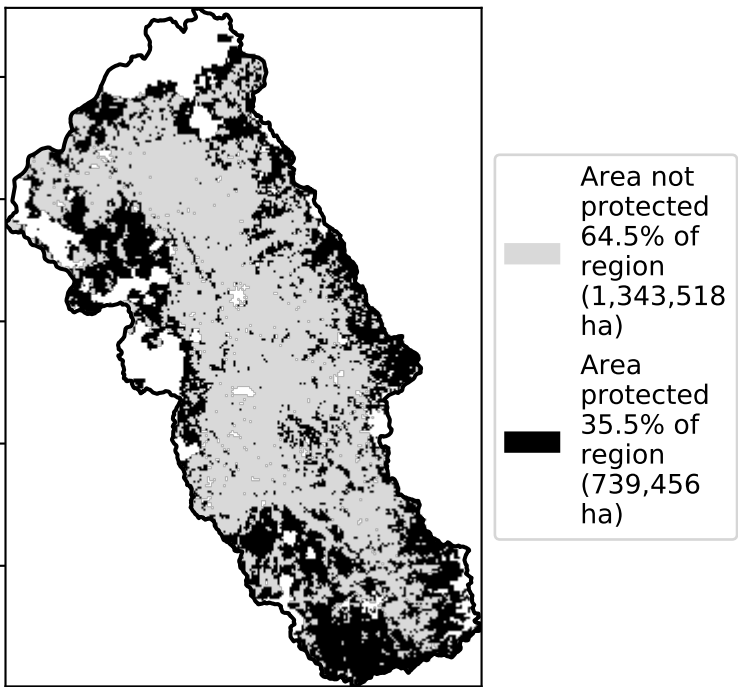 Area not
protected
64.5% of
region
(1,343,518
ha)
Area
protected
35.5% of
region
(739,456
ha)